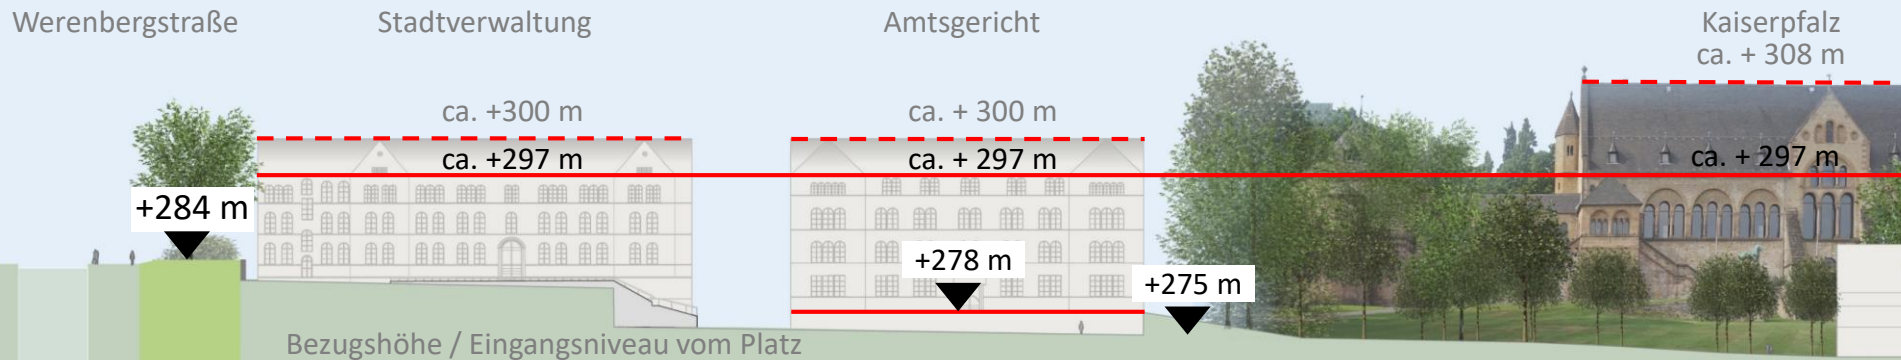 Werenbergstraße
Stadtverwaltung
Amtsgericht
Kaiserpfalz
ca. + 308 m
ca. +300 m
ca. + 300 m
ca. +297 m
ca. + 297 m
ca. + 297 m
+284 m
+278 m
+275 m
Bezugshöhe / Eingangsniveau vom Platz